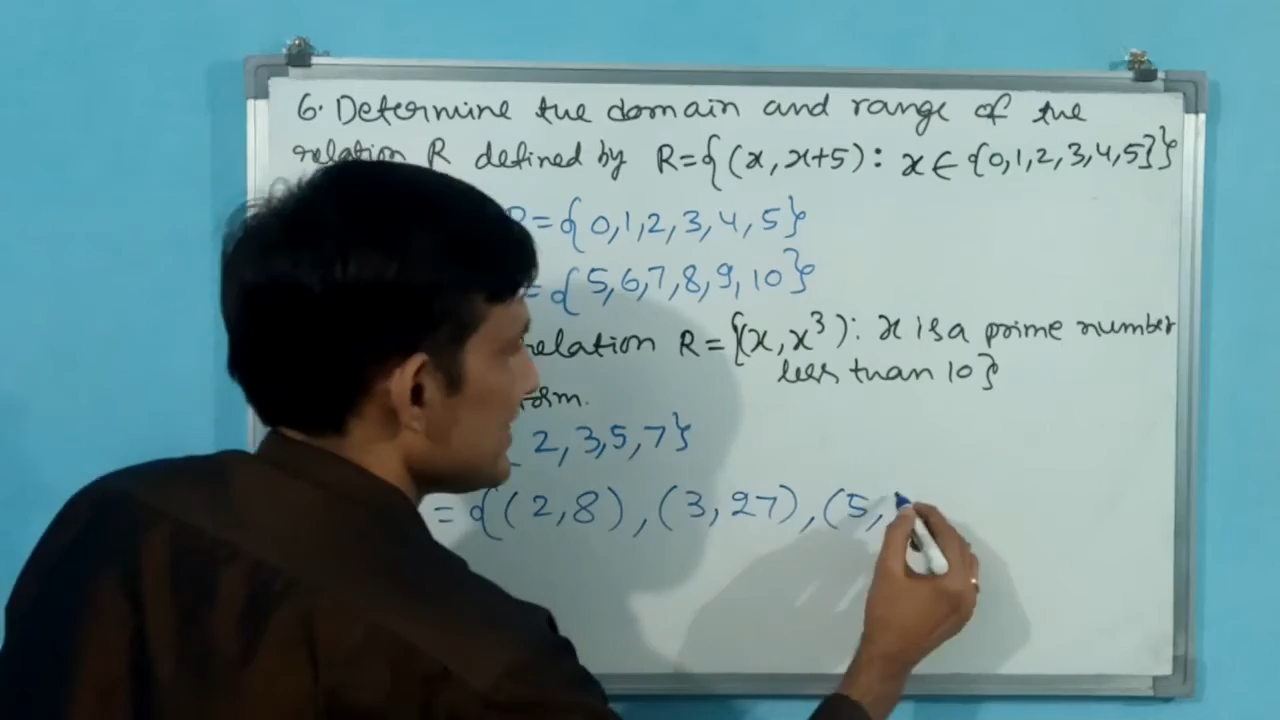 6. Determine the domain and range of the
relation R defined by R={(x, x+5) : x ∈ {0,1,2,3,4,5}}
={0,1,2,3,4,5}
={5,6,7,8,9,10}
relation R={(x, x³) : x is a prime number
less than 10}
2,3,5,7}
={(2,8), (3,27), (5,